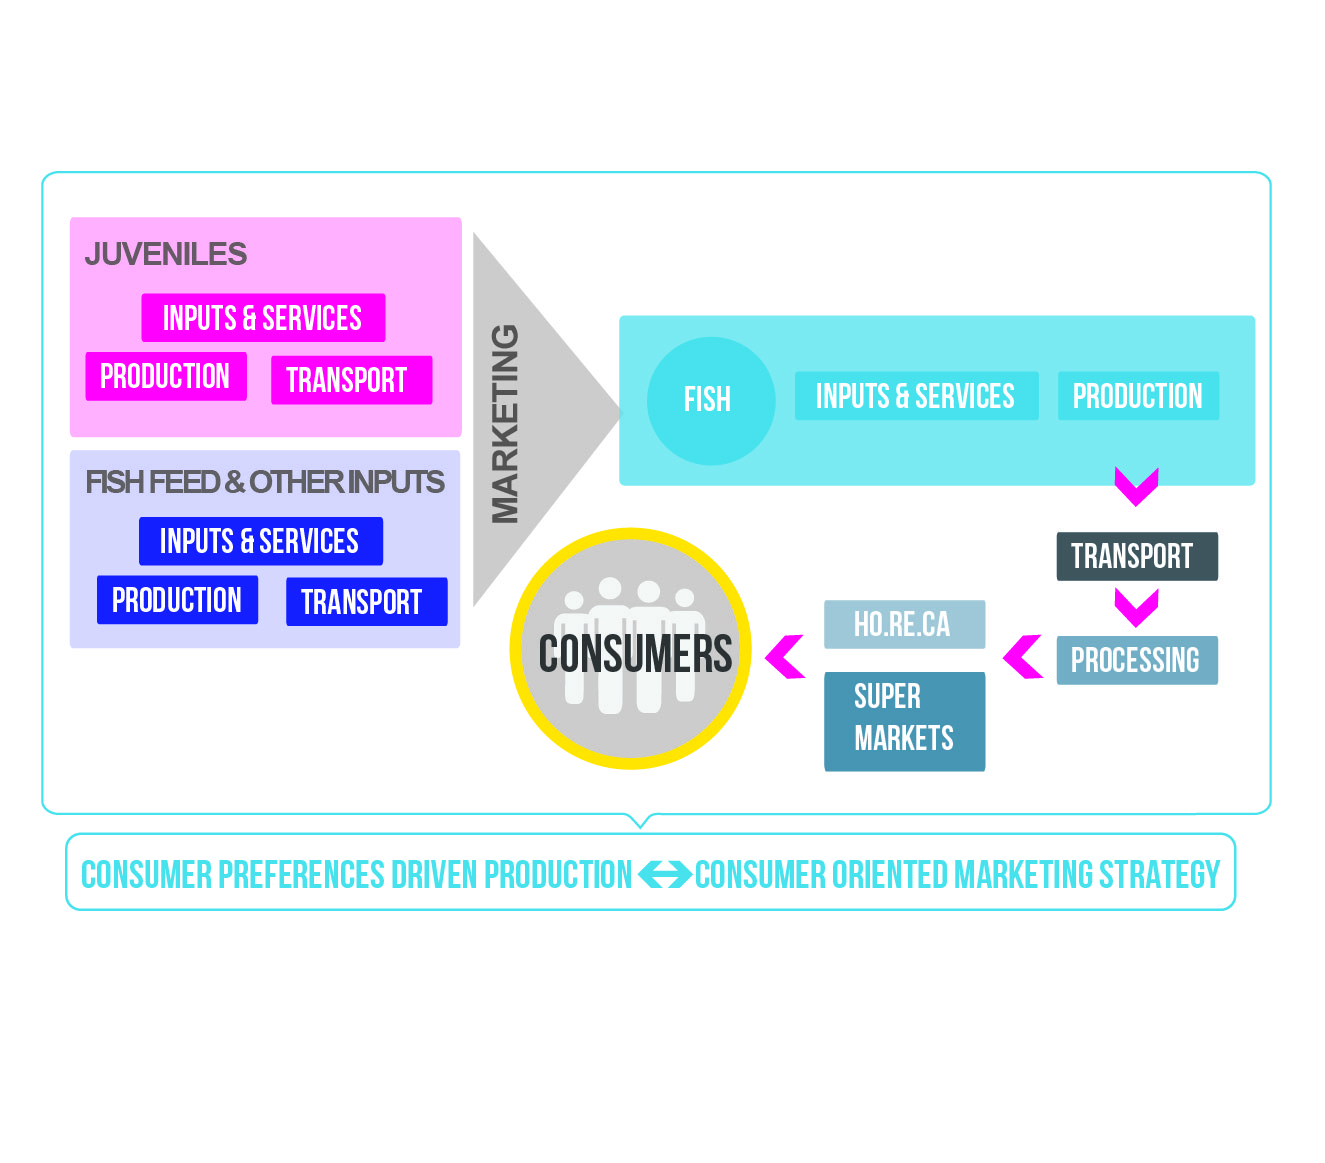 JUVENILES
INPUTS & SERVICES
PRODUCTION
TRANSPORT
FISH FEED & OTHER INPUTS
INPUTS & SERVICES
PRODUCTION
TRANSPORT
MARKETING
FISH
INPUTS & SERVICES
PRODUCTION
TRANSPORT
PROCESSING
HO.RE.CA
SUPER
MARKETS
CONSUMERS
CONSUMER PREFERENCES DRIVEN PRODUCTION ↔ CONSUMER ORIENTED MARKETING STRATEGY